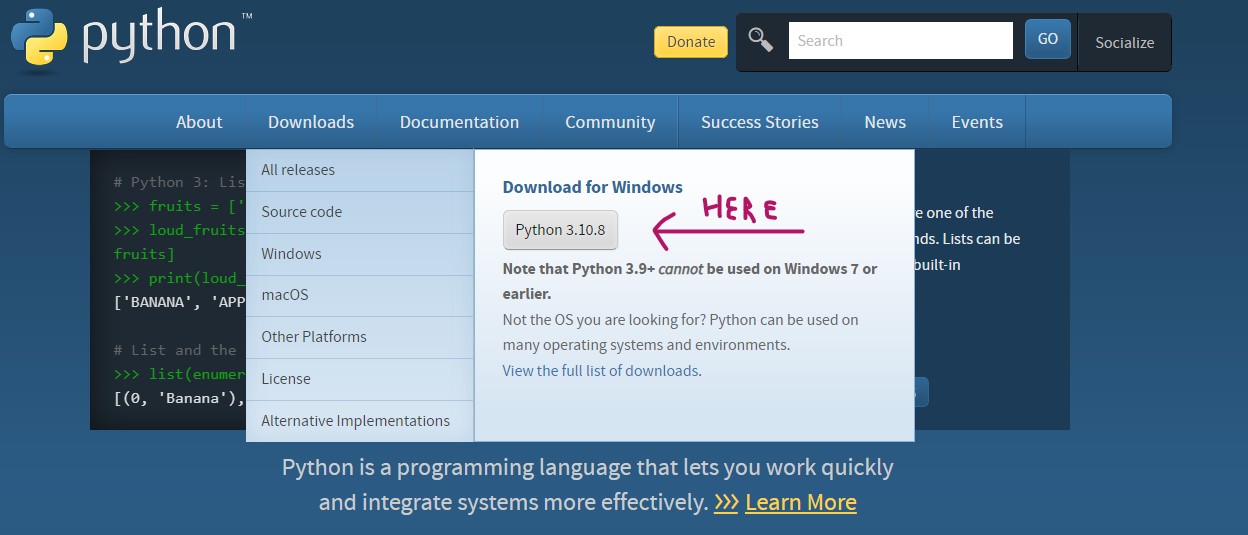 python™
Donate
Search
GO
Socialize
About
Downloads
Documentation
Community
Success Stories
News
Events
# Python 3: Lis
>>> fruits = ['
>>> loud_fruits
fruits]
>>> print(loud_
['BANANA', 'APP
# List and the
>>> list(enumer
[(0, 'Banana'),
All releases
Source code
Windows
macOS
Other Platforms
License
Alternative Implementations
Download for Windows
Python 3.10.8
HERE
Note that Python 3.9+ cannot be used on Windows 7 or
earlier.
Not the OS you are looking for? Python can be used on
many operating systems and environments.
View the full list of downloads.
e one of the
nds. Lists can be
built-in
Python is a programming language that lets you work quickly
and integrate systems more effectively. >>> Learn More